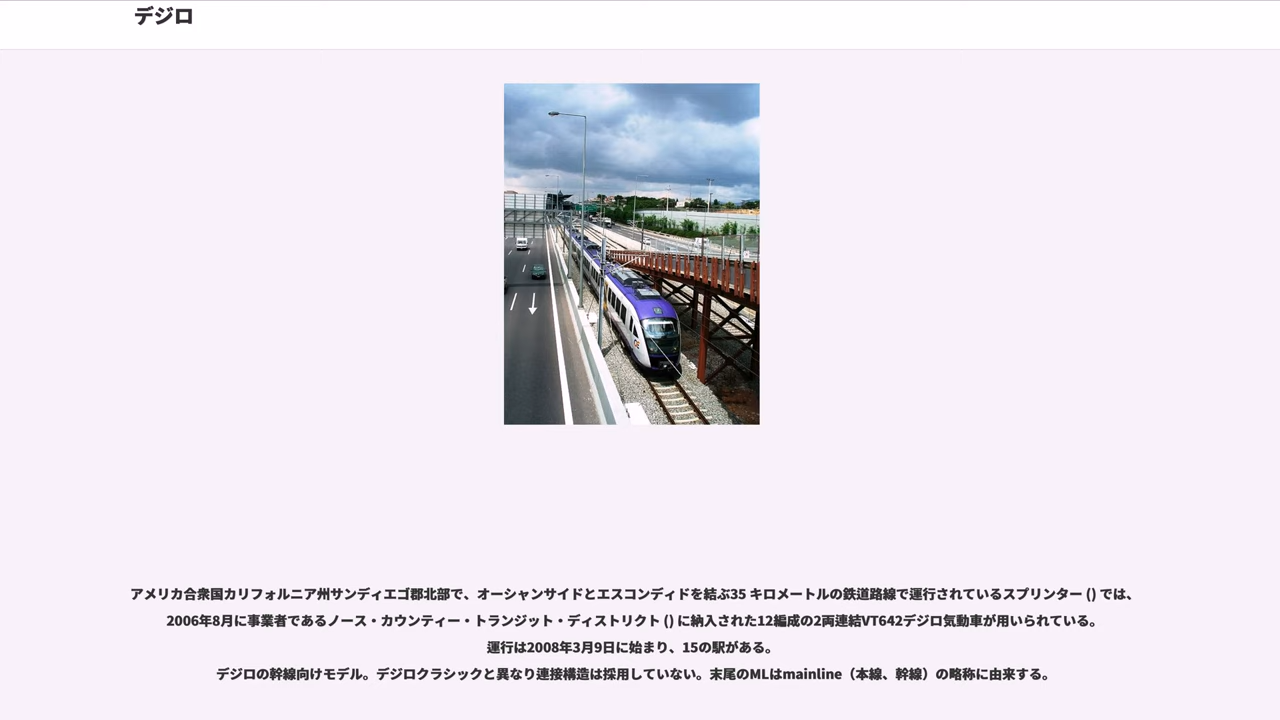 デジロ
アメリカ合衆国カリフォルニア州サンディエゴ郡北部で、オーシャンサイドとエスコンディドを結ぶ35 キロメートルの鉄道路線で運行されているスプリンター () では、
2006年8月に事業者であるノース・カウンティー・トランジット・ディストリクト () に納入された12編成の2両連結VT642デジロ気動車が用いられている。
運行は2008年3月9日に始まり、15の駅がある。
デジロの幹線向けモデル。デジロクラシックと異なり連接構造は採用していない。末尾のMLはmainline（本線、幹線）の略称に由来する。